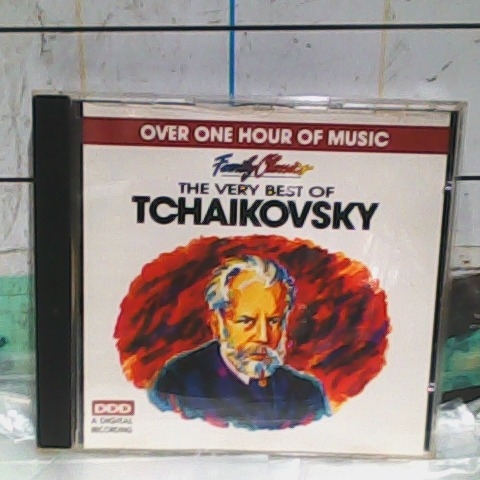 OVER ONE HOUR OF MUSIC
Family Classics
THE VERY BEST OF
TCHAIKOVSKY
DDD
A DIGITAL
RECORDING